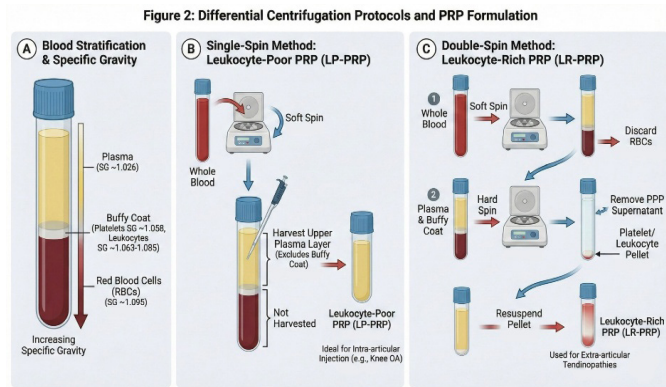 Figure 2: Differential Centrifugation Protocols and PRP Formulation
A
Blood Stratification
& Specific Gravity
Plasma
(SG ~1.026)
Buffy Coat
(Platelets SG ~1.058,
Leukocytes
SG ~1.063-1.085)
Red Blood Cells
(RBCs)
(SG ~1.095)
Increasing
Specific Gravity
B
Single-Spin Method:
Leukocyte-Poor PRP (LP-PRP)
Soft Spin
Whole
Blood
Harvest Upper
Plasma Layer
(Excludes Buffy
Coat)
Not
Harvested
Leukocyte-Poor
PRP (LP-PRP)
Ideal for Intra-articular
Injection (e.g., Knee OA)
C
Double-Spin Method:
Leukocyte-Rich PRP (LR-PRP)
1
Whole
Blood
Soft Spin
Discard
RBCs
2
Plasma
& Buffy
Coat
Hard
Spin
Remove PPP
Supernatant
Platelet/
Leukocyte
Pellet
Resuspend
Pellet
Leukocyte-Rich
PRP (LR-PRP)
Used for Extra-articular
Tendinopathies